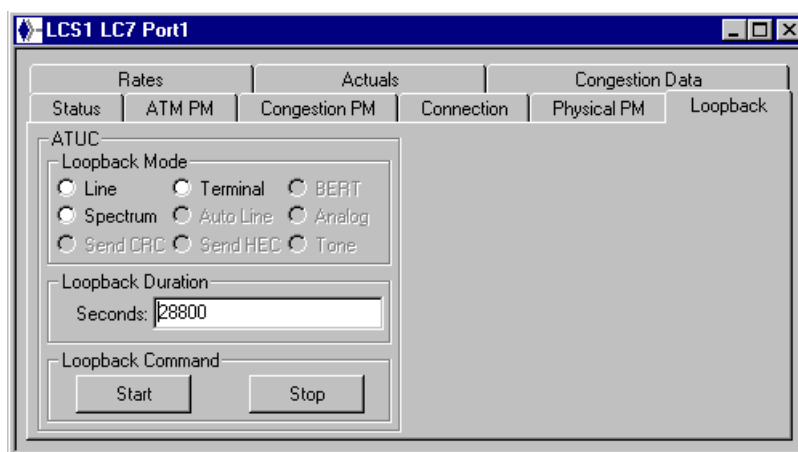 LCS1 LC7 Port1
Rates Actuals Congestion Data
Status ATM PM Congestion PM Connection Physical PM Loopback
ATUC
Loopback Mode
Line Terminal BERT
Spectrum Auto Line Analog
Send CRC Send HEC Tone
Loopback Duration
Seconds: 28800
Loopback Command
Start Stop